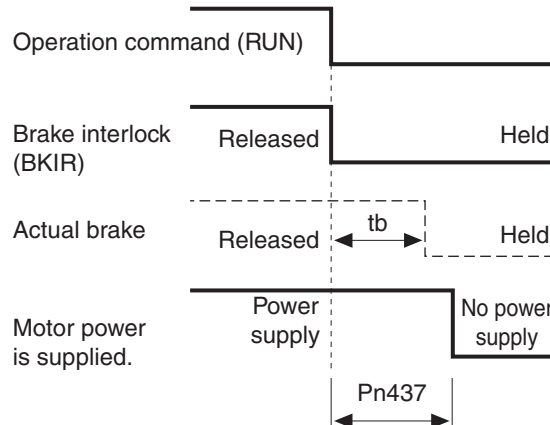 Operation command (RUN)
Brake interlock
(BKIR)
Released
Held
Actual brake
Released
tb
Held
Motor power
is supplied.
Power
supply
No power
supply
Pn437